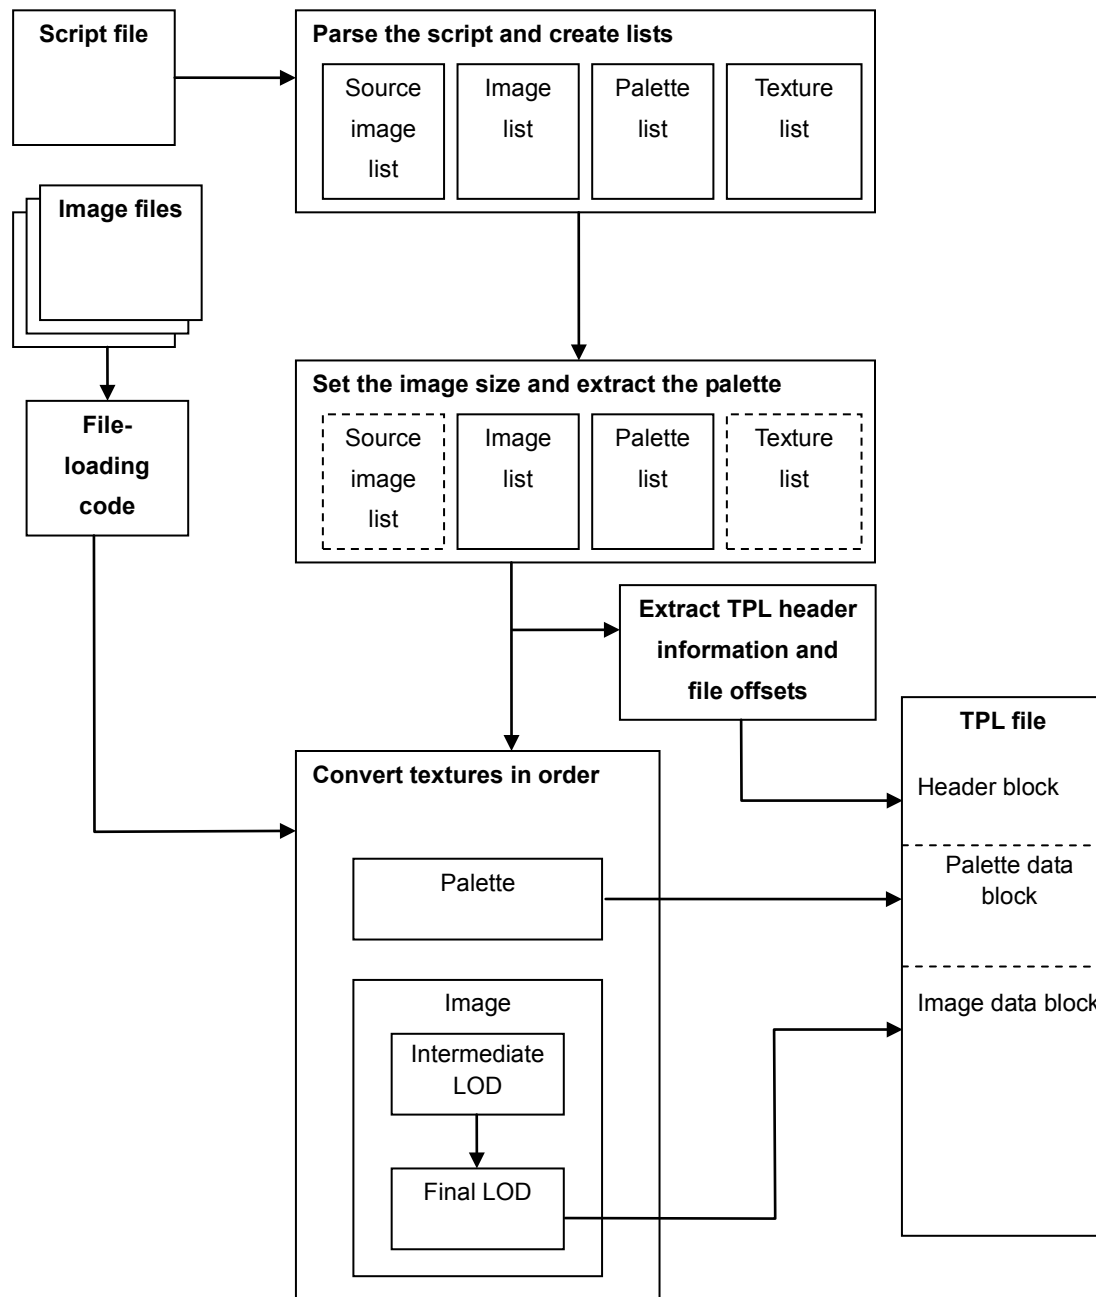 Script file
Parse the script and create lists
Source
image
list
Image
list
Palette
list
Texture
list
Image files
Set the image size and extract the palette
Source
image
list
Image
list
Palette
list
Texture
list
File-
loading
code
Extract TPL header
information and
file offsets
TPL file
Header block
Palette data
block
Image data block
Convert textures in order
Palette
Image
Intermediate
LOD
Final LOD